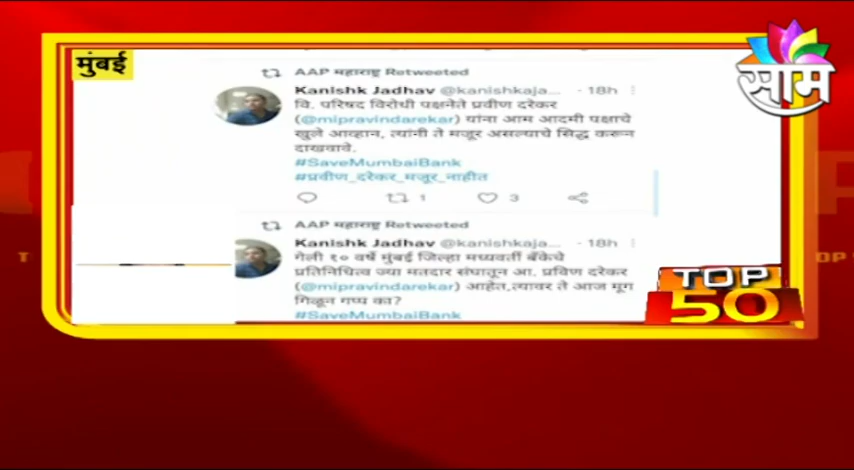 मुंबई
साम
AAP महाराष्ट्र Retweeted
Kanishk Jadhav @kanishkaja... · 18h
वि. परिषद विरोधी पक्षनेते प्रवीण दरेकर
(@mipravindarekar) यांना आम आदमी पक्षाचे
खुले आव्हान, त्यांनी ते मजूर असल्याचे सिद्ध करून
दाखवावे.
#SaveMumbaiBank
#प्रवीण_दरेकर_मजूर_नाहीत
1 3
AAP महाराष्ट्र Retweeted
Kanishk Jadhav @kanishkaja... · 18h
गेली १० वर्षे मुंबई जिल्हा मध्यवर्ती बँकेचे
प्रतिनिधित्व ज्या मतदार संघातून आ. प्रविण दरेकर
(@mipravindarekar) आहेत,त्यावर ते आज मूग
गिळून गप्प का?
#SaveMumbaiBank
TOP
50